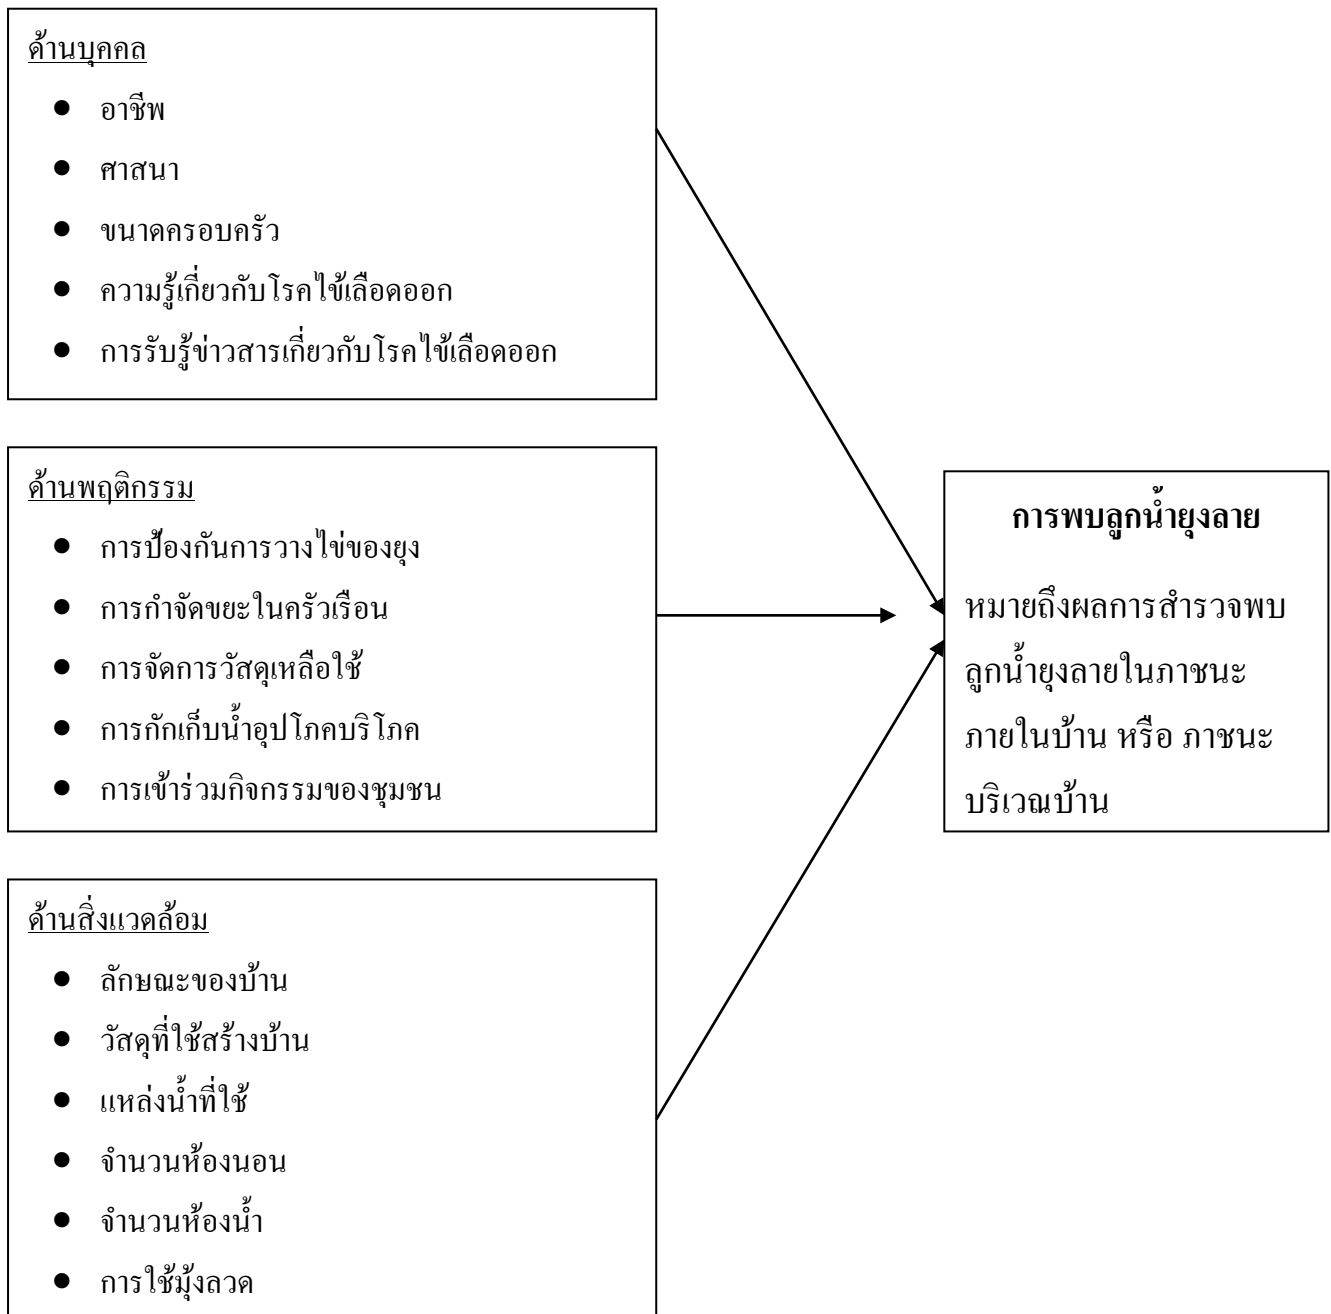 ด้านบุคคล
● อาชีพ
● ศาสนา
● ขนาดครอบครัว
● ความรู้เกี่ยวกับโรคไข้เลือดออก
● การรับรู้ข่าวสารเกี่ยวกับโรคไข้เลือดออก
ด้านพฤติกรรม
● การป้องกันการวางไข่ของยุง
● การกำจัดขยะในครัวเรือน
● การจัดการวัสดุเหลือใช้
● การกักเก็บน้ำอุปโภคบริโภค
● การเข้าร่วมกิจกรรมของชุมชน
ด้านสิ่งแวดล้อม
● ลักษณะของบ้าน
● วัสดุที่ใช้สร้างบ้าน
● แหล่งน้ำที่ใช้
● จำนวนห้องนอน
● จำนวนห้องน้ำ
● การใช้มุ้งลวด
การพบลูกน้ำยุงลาย
หมายถึงผลการสำรวจพบ
ลูกน้ำยุงลายในภาชนะ
ภายในบ้าน หรือ ภาชนะ
บริเวณบ้าน